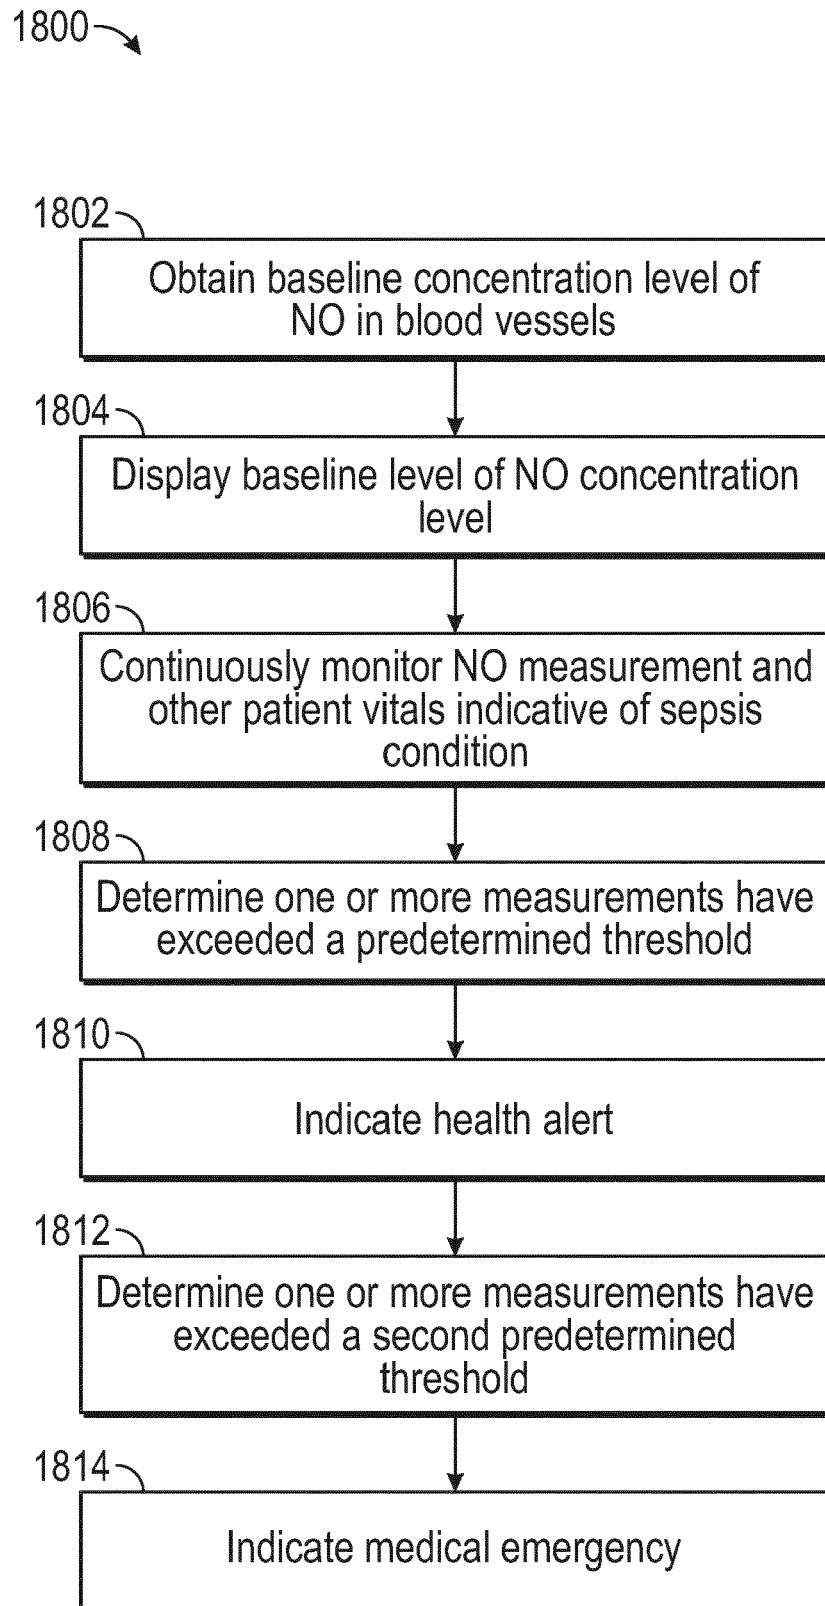 1800
1802
Obtain baseline concentration level of
NO in blood vessels
1804
Display baseline level of NO concentration
level
1806
Continuously monitor NO measurement and
other patient vitals indicative of sepsis
condition
1808
Determine one or more measurements have
exceeded a predetermined threshold
1810
Indicate health alert
1812
Determine one or more measurements have
exceeded a second predetermined
threshold
1814
Indicate medical emergency